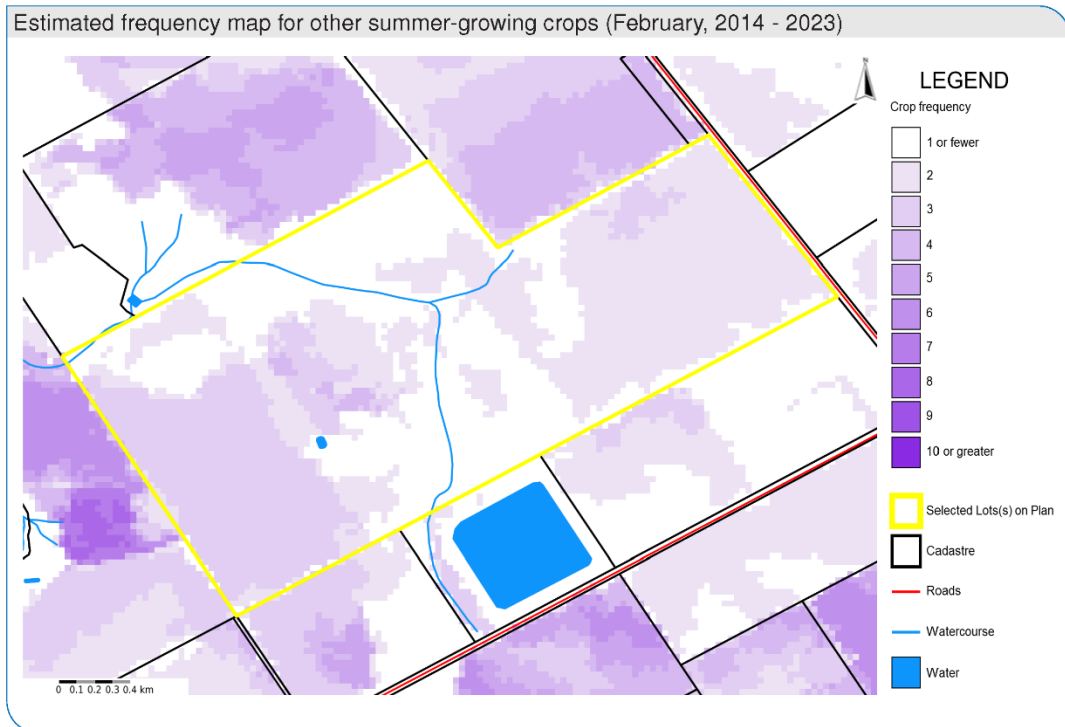 Estimated frequency map for other summer-growing crops (February, 2014 - 2023)
N
LEGEND
Crop frequency
1 or fewer
2
3
4
5
6
7
8
9
10 or greater
Selected Lots(s) on Plan
Cadastre
Roads
Watercourse
Water
0 0.1 0.2 0.3 0.4 km